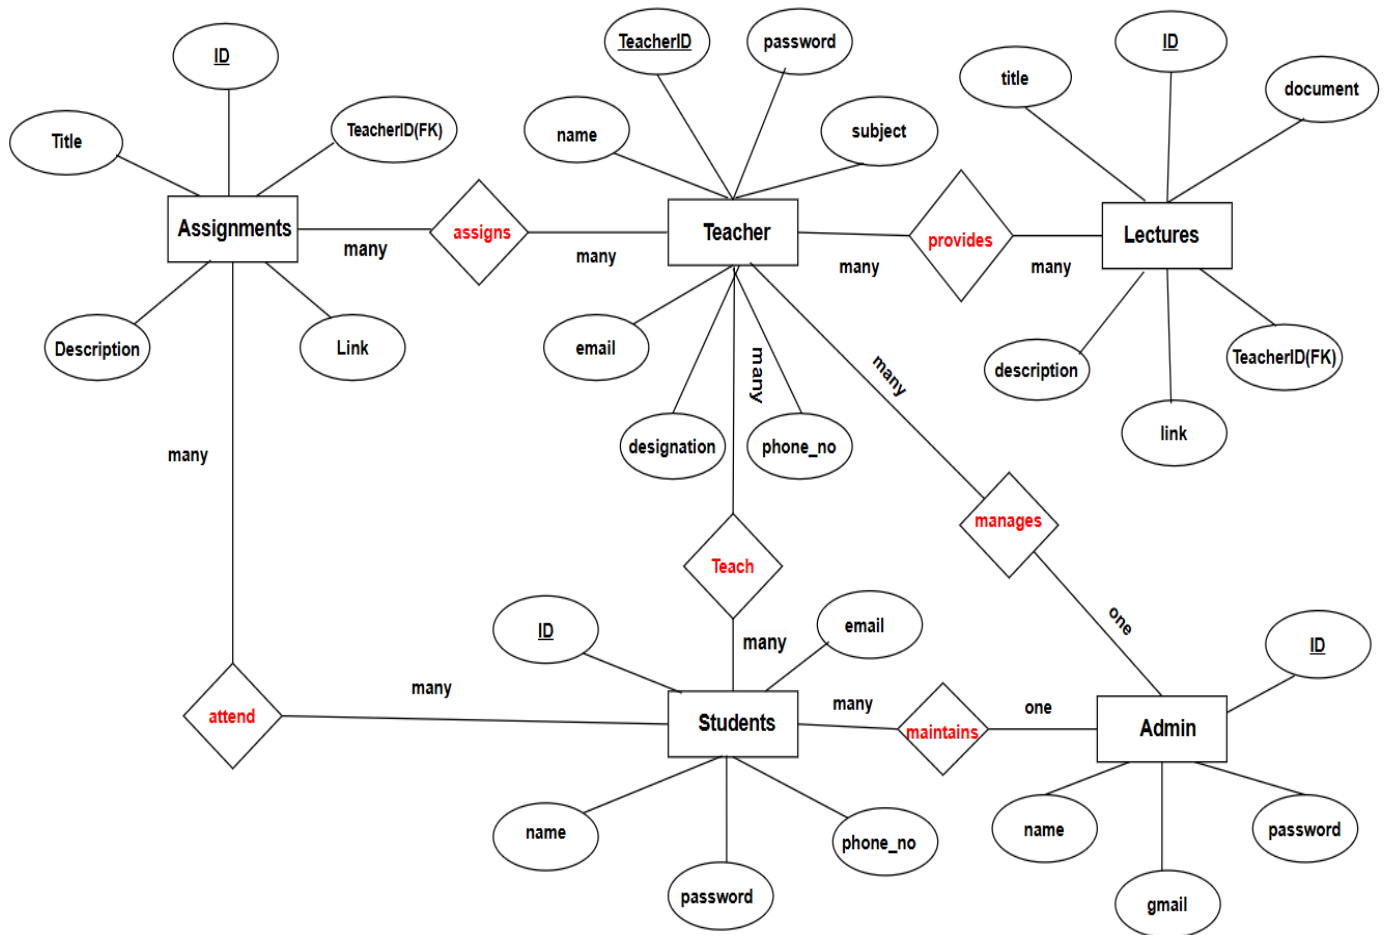 ID
TeacherID
password
ID
title
document
Title
TeacherID(FK)
name
subject
Assignments
many
assigns
many
Teacher
many
provides
many
Lectures
Description
Link
email
many
many
description
TeacherID(FK)
designation
phone_no
link
many
manages
Teach
one
ID
email
many
ID
attend
many
Students
many
maintains
one
Admin
name
phone_no
name
password
password
gmail